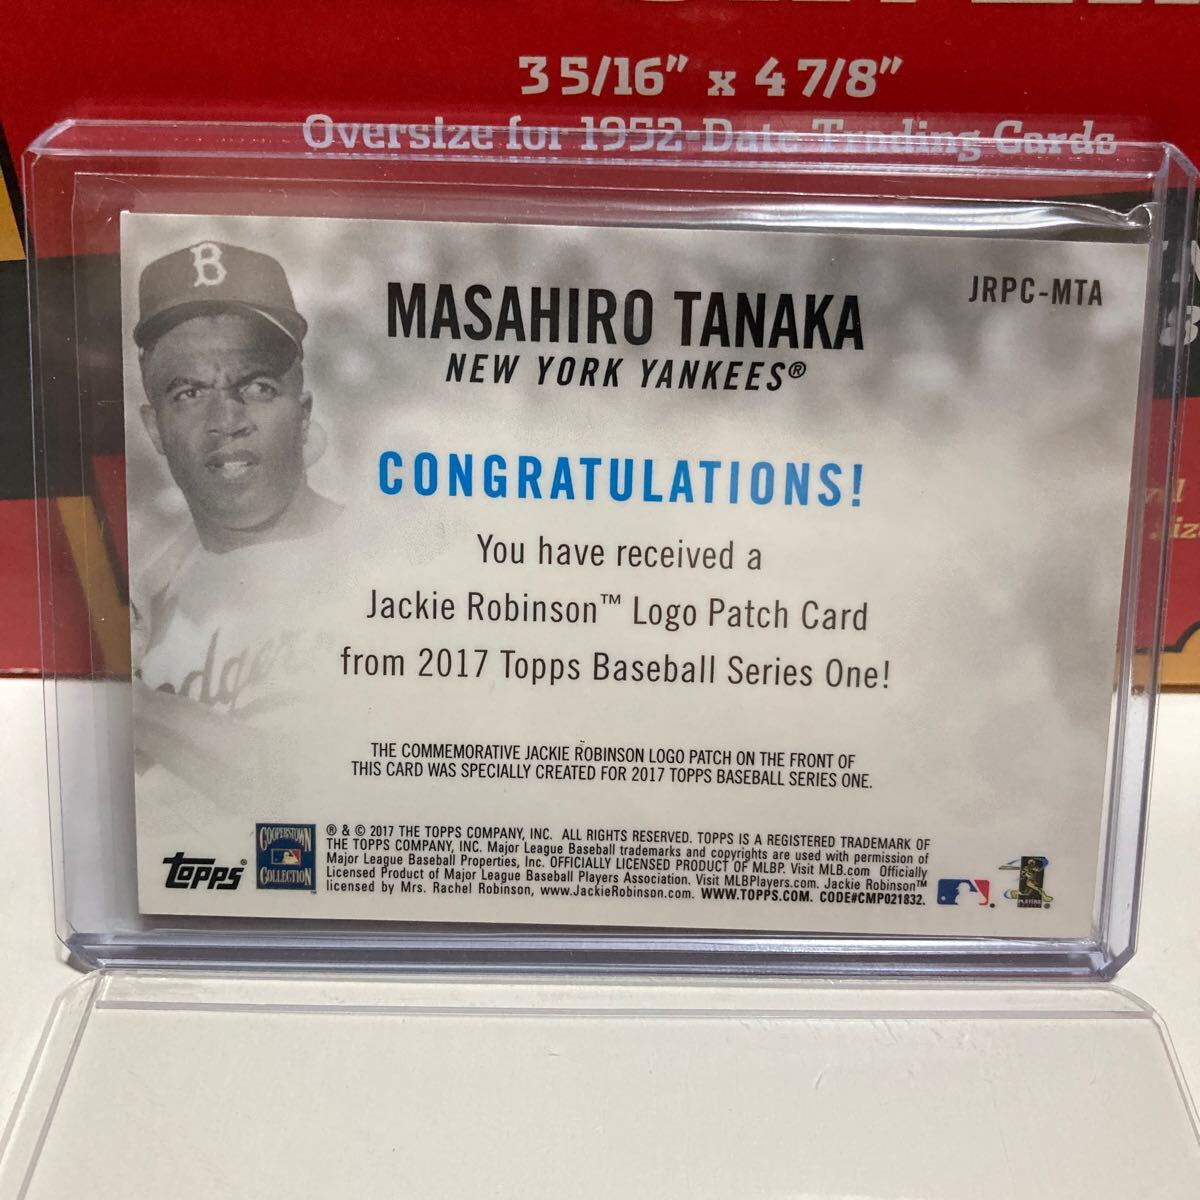 3 5/16" x 4 7/8"
Oversize for 1952-Date Trading Cards
B
JRPC-MTA
MASAHIRO TANAKA
NEW YORK YANKEES®
CONGRATULATIONS!
You have received a
Jackie Robinson™ Logo Patch Card
from 2017 Topps Baseball Series One!
THE COMMEMORATIVE JACKIE ROBINSON LOGO PATCH ON THE FRONT OF
THIS CARD WAS SPECIALLY CREATED FOR 2017 TOPPS BASEBALL SERIES ONE.
topps®
COOPERSTOWN
COLLECTION
® & © 2017 THE TOPPS COMPANY, INC. ALL RIGHTS RESERVED. TOPPS IS A REGISTERED TRADEMARK OF
THE TOPPS COMPANY, INC. Major League Baseball trademarks and copyrights are used with permission of
Major League Baseball Properties, Inc. OFFICIALLY LICENSED PRODUCT OF MLBP. Visit MLB.com Officially
Licensed Product of Major League Baseball Players Association. Visit MLBPlayers.com. Jackie Robinson™
licensed by Mrs. Rachel Robinson, www.JackieRobinson.com. WWW.TOPPS.COM. CODE#CMP021832.
PLAYERS